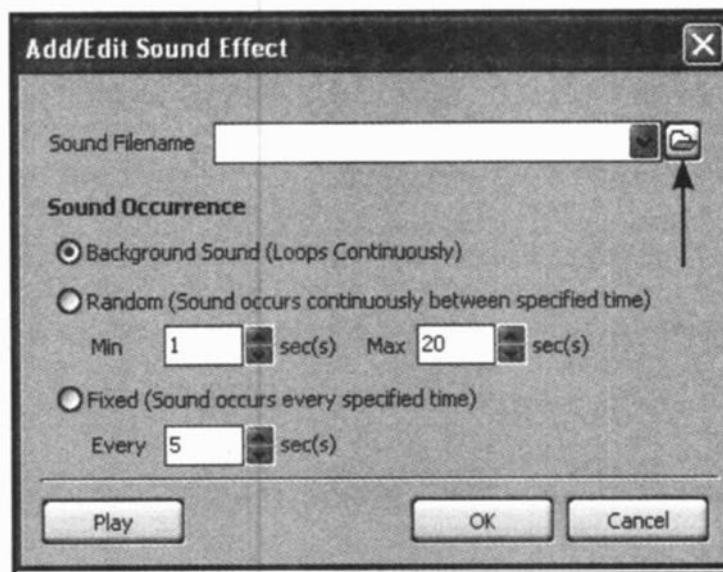 Add/Edit Sound Effect
Sound Filename
Sound Occurrence
Background Sound (Loops Continuously)
Random (Sound occurs continuously between specified time)
Min 1 sec(s) Max 20 sec(s)
Fixed (Sound occurs every specified time)
Every 5 sec(s)
Play OK Cancel